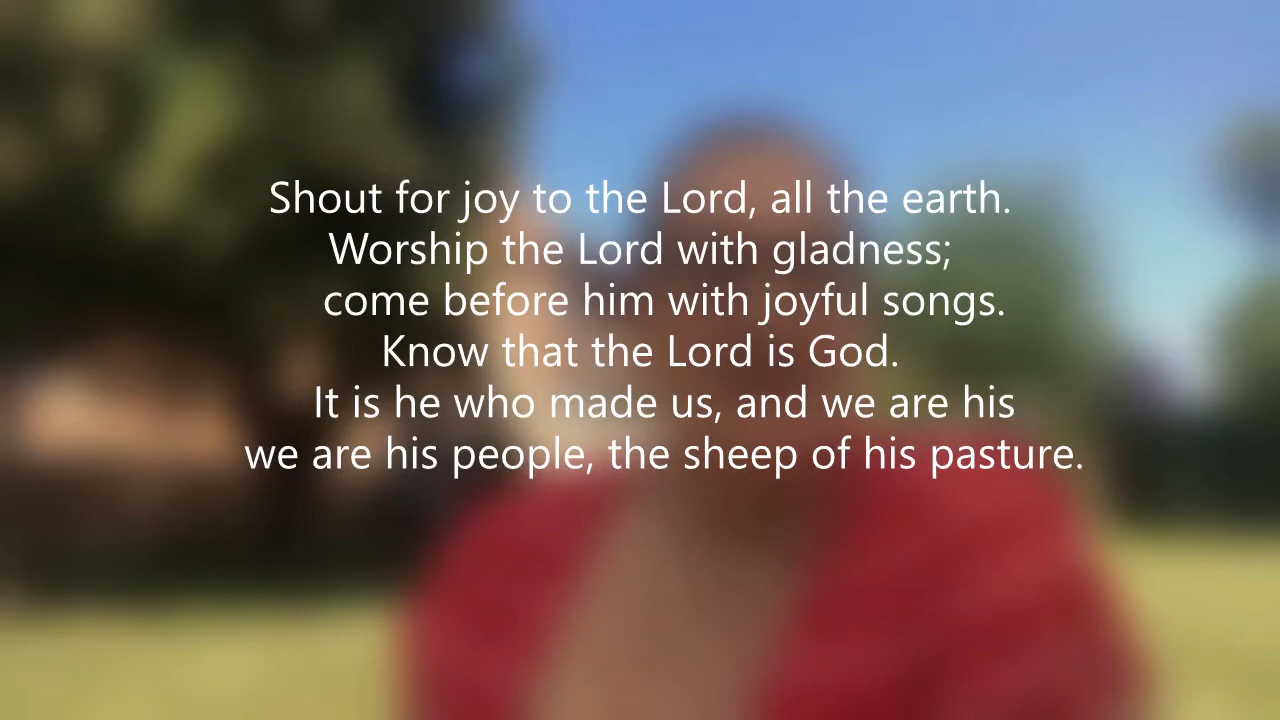 Shout for joy to the Lord, all the earth.
Worship the Lord with gladness;
come before him with joyful songs.
Know that the Lord is God.
It is he who made us, and we are his
we are his people, the sheep of his pasture.